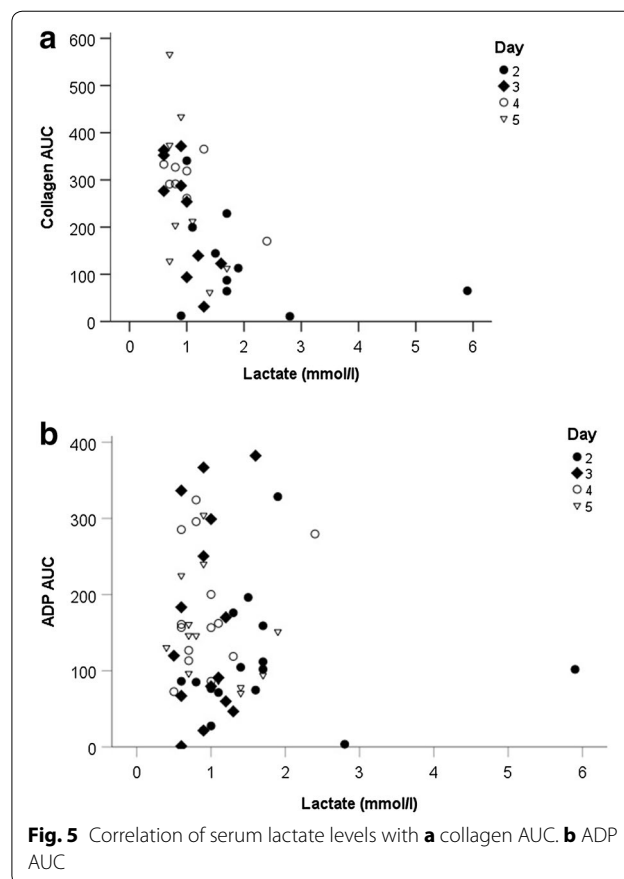 a
Day
2
3
4
5
Collagen AUC
600
500
400
300
200
100
0
0 1 2 3 4 5 6
Lactate (mmol/l)
b
Day
2
3
4
5
ADP AUC
400
300
200
100
0
0 1 2 3 4 5 6
Lactate (mmol/l)
Fig. 5 Correlation of serum lactate levels with a collagen AUC. b ADP
AUC